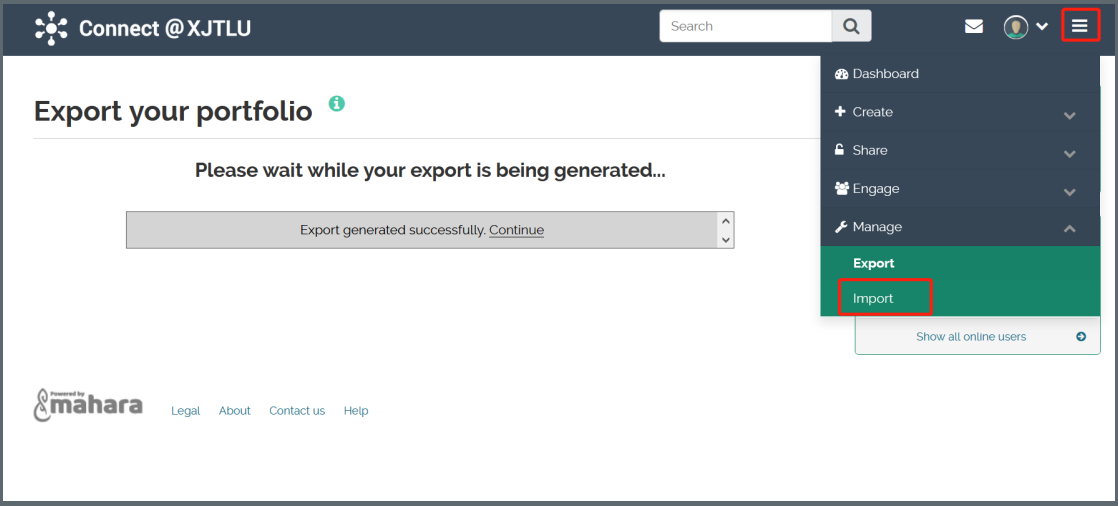 Connect @ XJTLU
Search
Dashboard
Create
Share
Engage
Manage
Export
Import
Export your portfolio
Please wait while your export is being generated...
Export generated successfully. Continue
Show all online users
Powered by
mahara
Legal About Contact us Help